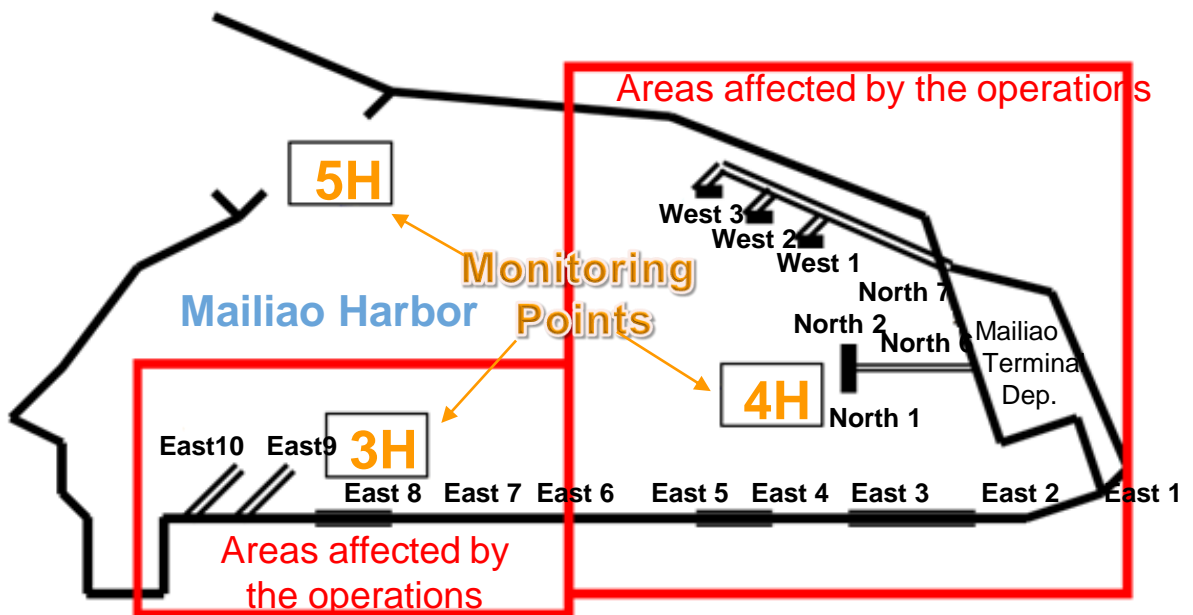 Areas affected by the operations
5H
West 3
West 2
West 1
Monitoring
Points
North 7
Mailiao Harbor
North 2
North 6
Mailiao
Terminal
Dep.
4H
North 1
3H
East10
East9
East 8
East 7
East 6
East 5
East 4
East 3
East 2
East 1
Areas affected by
the operations